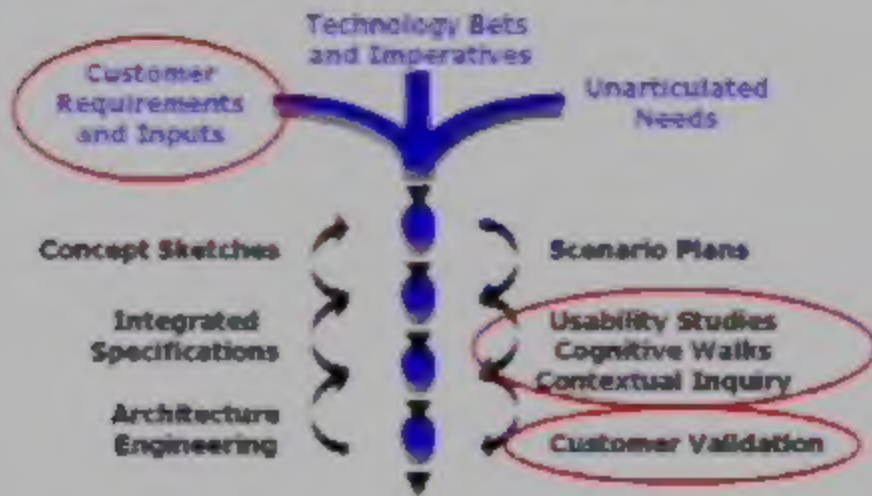 Technology Bets
and Imperatives
Customer
Requirements
and Inputs
Unarticulated
Needs
Concept Sketches
Scenario Plans
Integrated
Specifications
Usability Studies
Cognitive Walks
Contextual Inquiry
Architecture
Engineering
Customer Validation